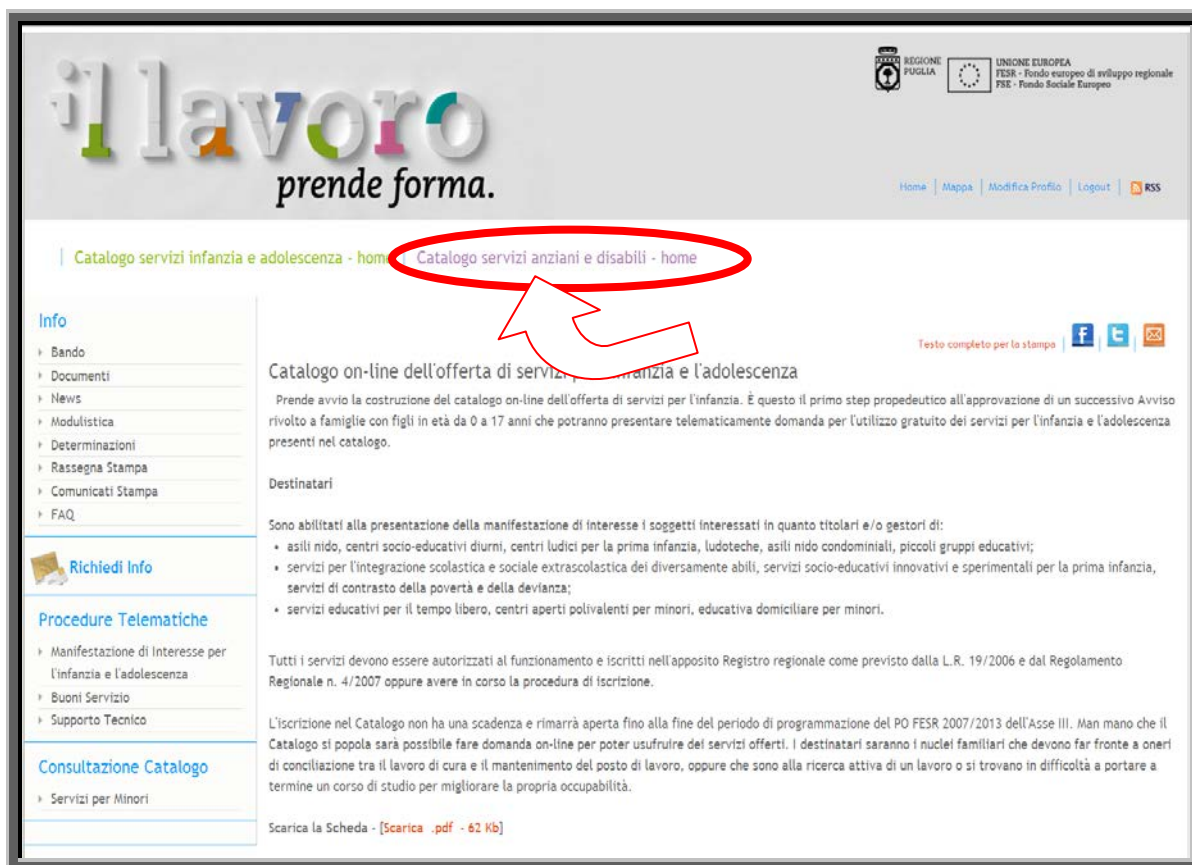 il lavoro
prende forma.
REGIONE
PUGLIA
UNIONE EUROPEA
FESR - Fondo europeo di sviluppo regionale
FSE - Fondo Sociale Europeo
Home | Mappa | Modifica Profilo | Logout | RSS
Catalogo servizi infanzia e adolescenza - home | Catalogo servizi anziani e disabili - home
Info
Bando
Documenti
News
Modulistica
Determinazioni
Rassegna Stampa
Comunicati Stampa
FAQ
Richiedi Info
Procedure Telematiche
Manifestazione di Interesse per
l'infanzia e l'adolescenza
Buoni Servizio
Supporto Tecnico
Consultazione Catalogo
Servizi per Minori
Testo completo per la stampa
Catalogo on-line dell'offerta di servizi l'adolescenza
Prende avvio la costruzione del catalogo on-line dell'offerta di servizi per l'infanzia. È questo il primo step propedeutico all'approvazione di un successivo Avviso
rivolto a famiglie con figli in età da 0 a 17 anni che potranno presentare telematicamente domanda per l'utilizzo gratuito dei servizi per l'infanzia e l'adolescenza
presenti nel catalogo.
Destinatari
Sono abilitati alla presentazione della manifestazione di interesse i soggetti interessati in quanto titolari e/o gestori di:
• asili nido, centri socio-educativi diurni, centri ludici per la prima infanzia, ludoteche, asili nido condominiali, piccoli gruppi educativi;
• servizi per l'integrazione scolastica e sociale extrascolastica dei diversamente abili, servizi socio-educativi innovativi e sperimentali per la prima infanzia,
servizi di contrasto della povertà e della devianza;
• servizi educativi per il tempo libero, centri aperti polivalenti per minori, educativa domiciliare per minori.
Tutti i servizi devono essere autorizzati al funzionamento e iscritti nell'apposito Registro regionale come previsto dalla L.R. 19/2006 e dal Regolamento
Regionale n. 4/2007 oppure avere in corso la procedura di iscrizione.
L'iscrizione nel Catalogo non ha una scadenza e rimarrà aperta fino alla fine del periodo di programmazione del PO FESR 2007/2013 dell'Asse III. Man mano che il
Catalogo si popola sarà possibile fare domanda on-line per poter usufruire dei servizi offerti. I destinatari saranno i nuclei familiari che devono far fronte a oneri
di conciliazione tra il lavoro di cura e il mantenimento del posto di lavoro, oppure che sono alla ricerca attiva di un lavoro o si trovano in difficoltà a portare a
termine un corso di studio per migliorare la propria occupabilità.
Scarica la Scheda - [Scarica .pdf - 62 Kb]